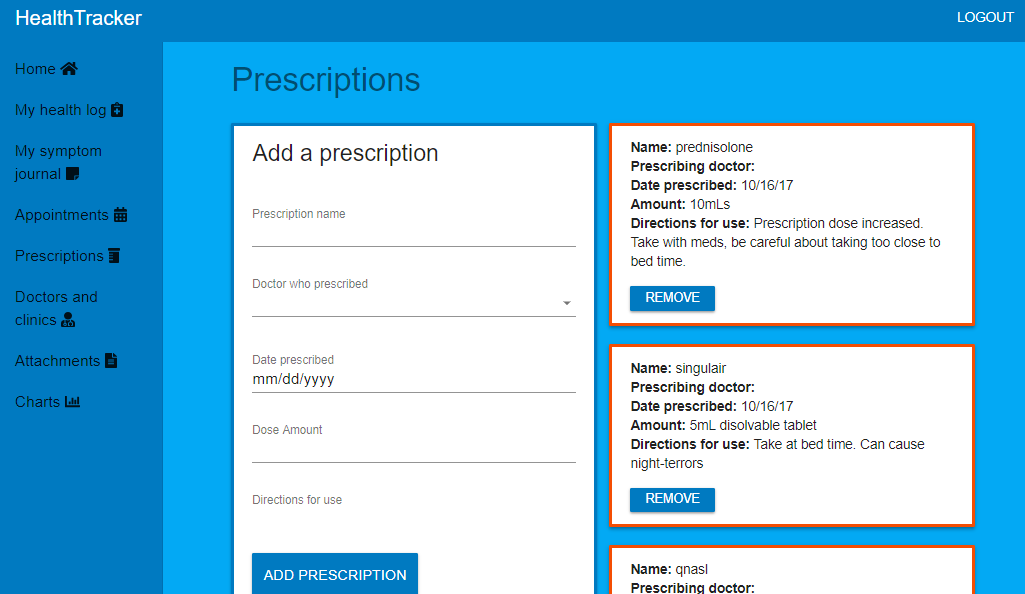 HealthTracker
LOGOUT
Home
My health log
My symptom
journal
Appointments
Prescriptions
Doctors and
clinics
Attachments
Charts
Prescriptions
Add a prescription
Prescription name
Doctor who prescribed
Date prescribed
mm/dd/yyyy
Dose Amount
Directions for use
ADD PRESCRIPTION
Name: prednisolone
Prescribing doctor:
Date prescribed: 10/16/17
Amount: 10mLs
Directions for use: Prescription dose increased.
Take with meds, be careful about taking too close to
bed time.
REMOVE
Name: singulair
Prescribing doctor:
Date prescribed: 10/16/17
Amount: 5mL disolvable tablet
Directions for use: Take at bed time. Can cause
night-terrors
REMOVE
Name: qnasl
Prescribing doctor: